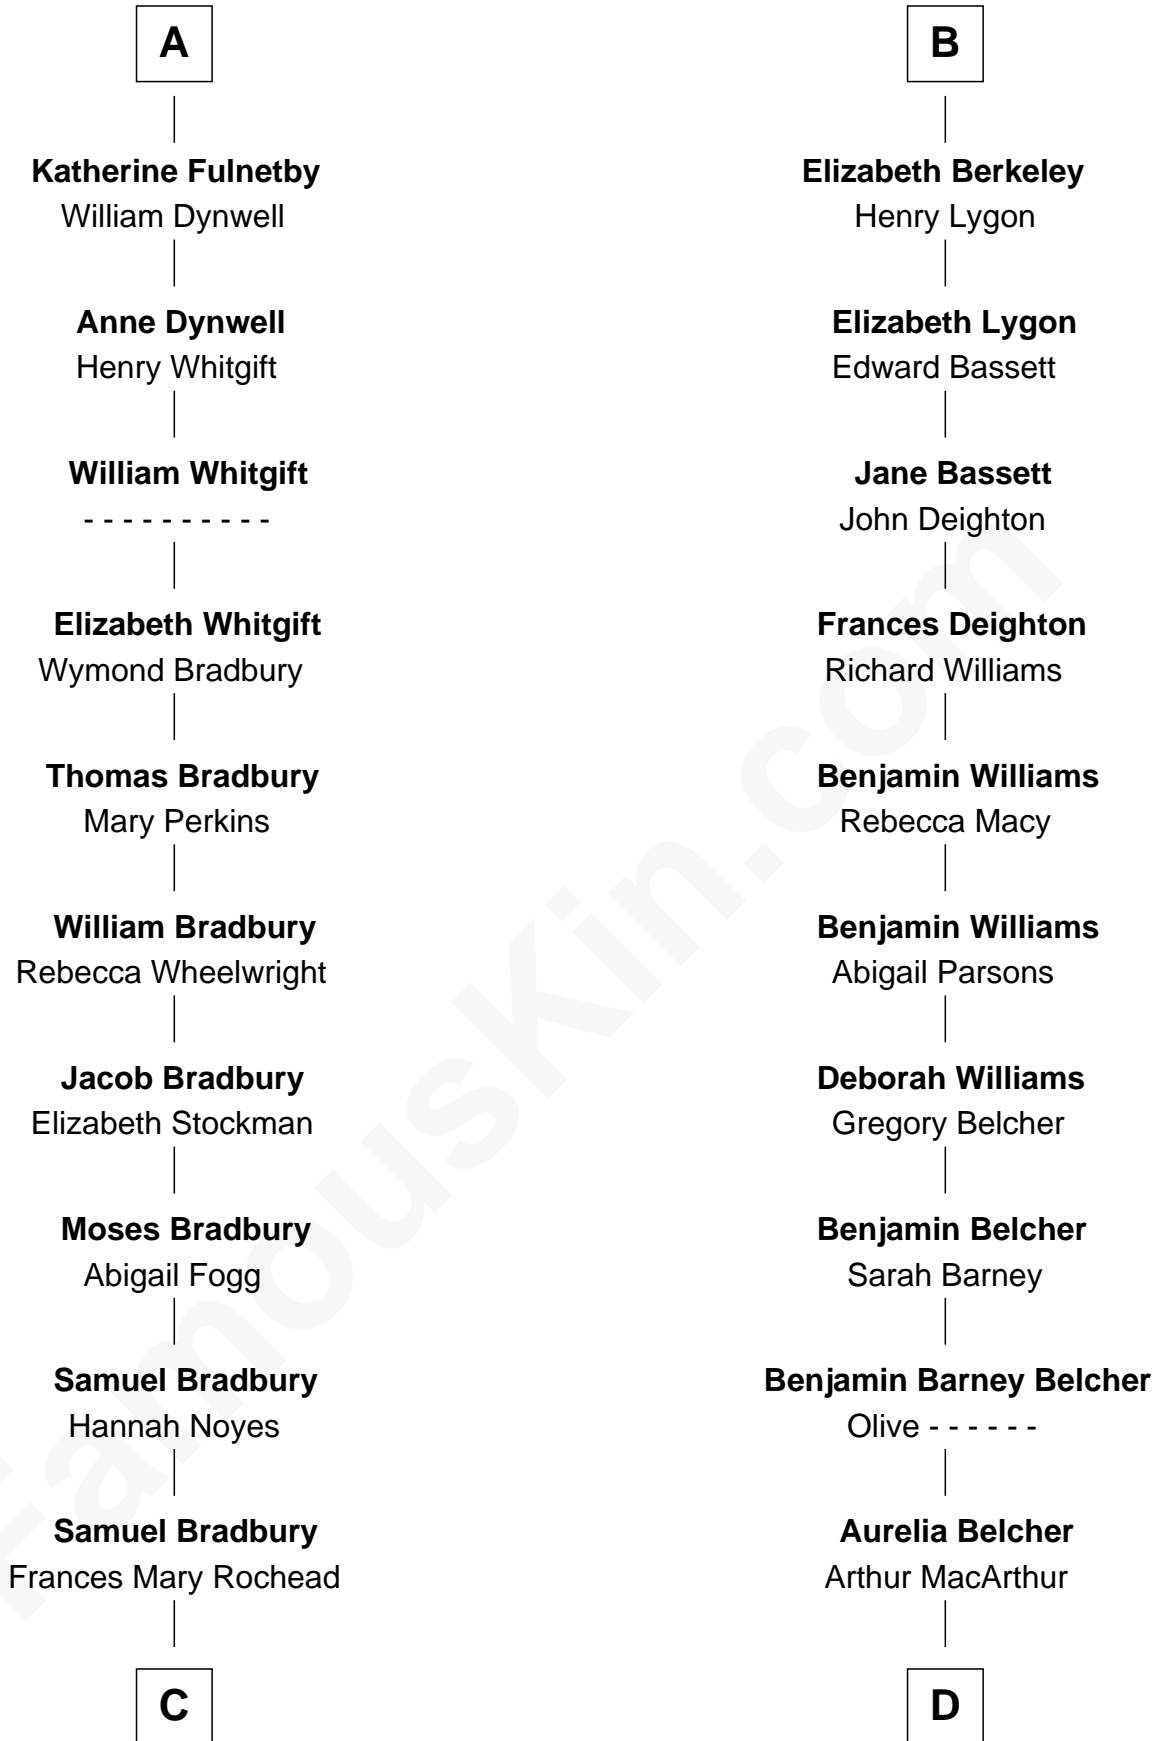 A
Katherine Fulnetby
William Dynwell
Anne Dynwell
Henry Whitgift
William Whitgift
- - - - - - - - - -
Elizabeth Whitgift
Wymond Bradbury
Thomas Bradbury
Mary Perkins
William Bradbury
Rebecca Wheelwright
Jacob Bradbury
Elizabeth Stockman
Moses Bradbury
Abigail Fogg
Samuel Bradbury
Hannah Noyes
Samuel Bradbury
Frances Mary Rochead
C
B
Elizabeth Berkeley
Henry Lygon
Elizabeth Lygon
Edward Bassett
Jane Bassett
John Deighton
Frances Deighton
Richard Williams
Benjamin Williams
Rebecca Macy
Benjamin Williams
Abigail Parsons
Deborah Williams
Gregory Belcher
Benjamin Belcher
Sarah Barney
Benjamin Barney Belcher
Olive - - - - - -
Aurelia Belcher
Arthur MacArthur
D
FamousKin.com